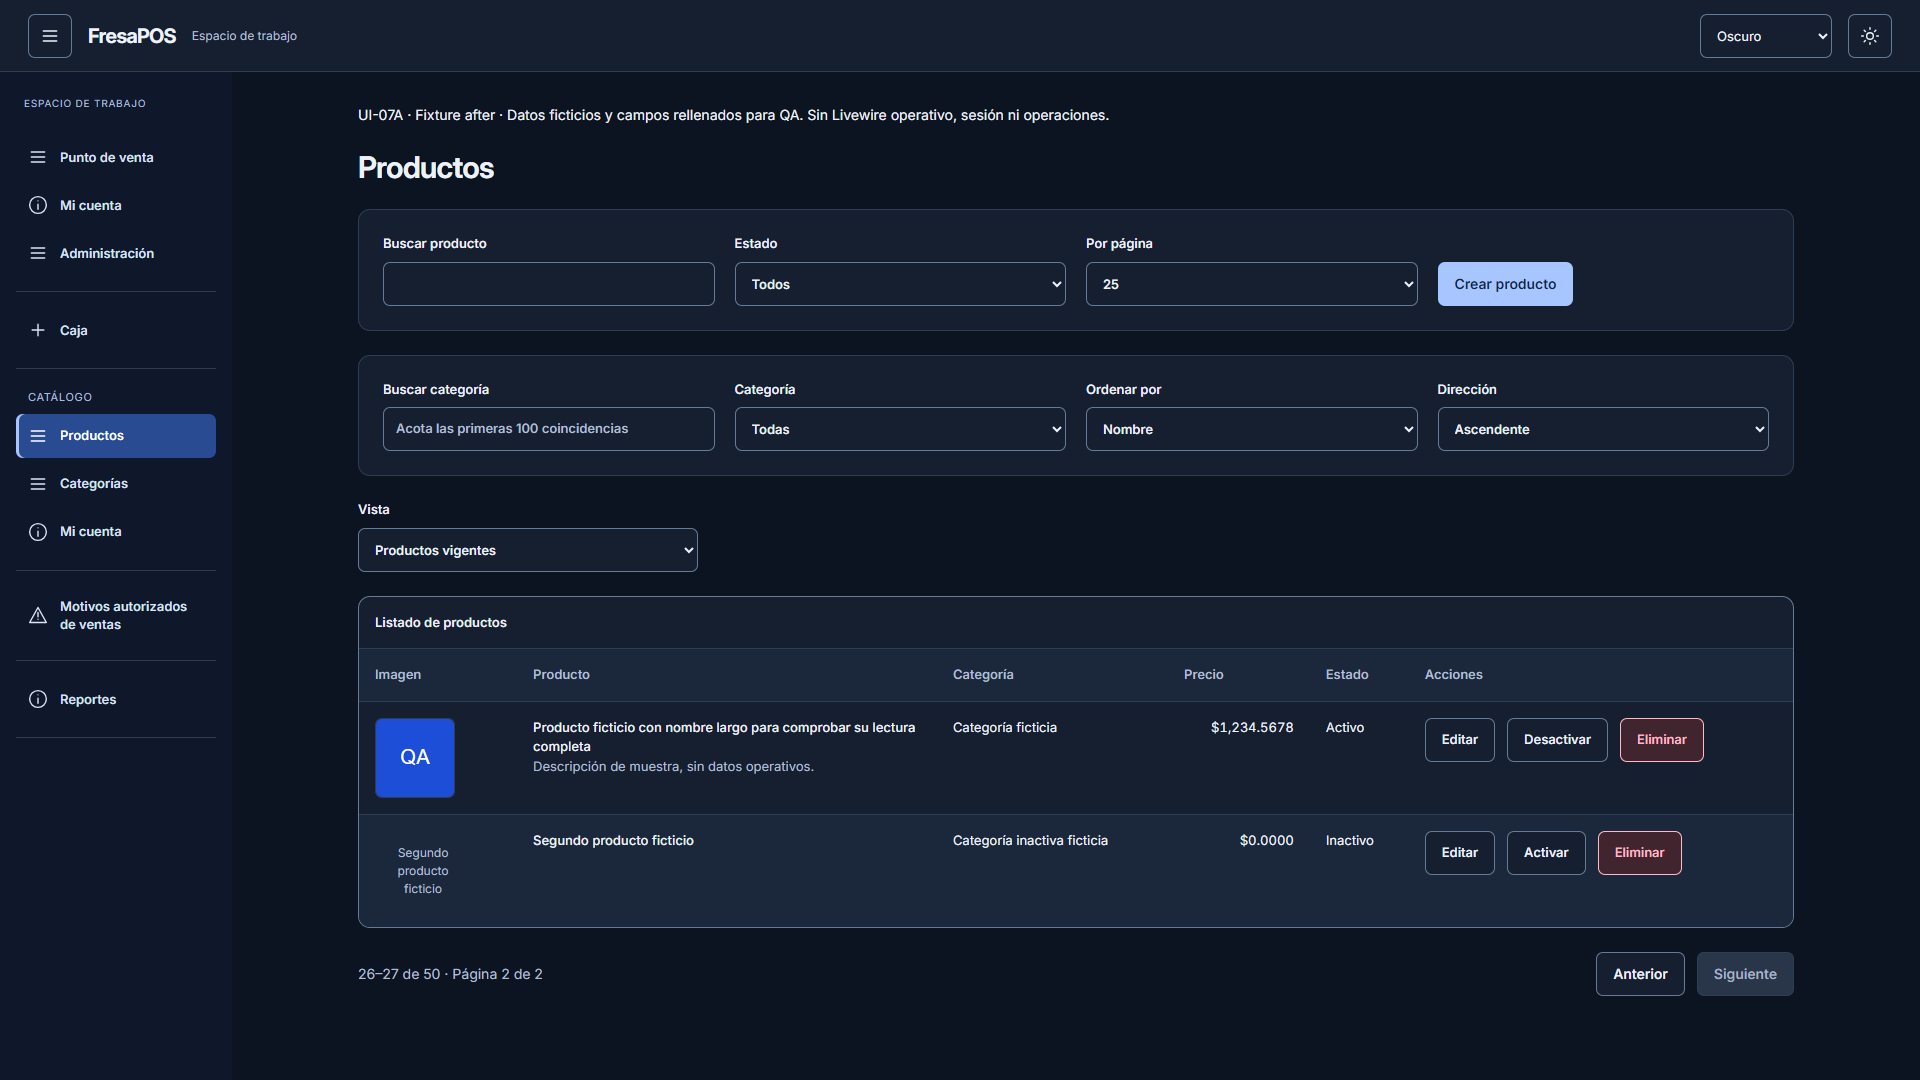 FresaPOS
Espacio de trabajo
Oscuro
ESPACIO DE TRABAJO
Punto de venta
Mi cuenta
Administración
Caja
CATÁLOGO
Productos
Categorías
Mi cuenta
Motivos autorizados
de ventas
Reportes
UI-07A · Fixture after · Datos ficticios y campos rellenados para QA. Sin Livewire operativo, sesión ni operaciones.
Productos
Buscar producto
Estado
Por página
Todos
25
Crear producto
Buscar categoría
Categoría
Ordenar por
Dirección
Acota las primeras 100 coincidencias
Todas
Nombre
Ascendente
Vista
Productos vigentes
Listado de productos
Imagen
Producto
Categoría
Precio
Estado
Acciones
QA
Producto ficticio con nombre largo para comprobar su lectura
completa
Descripción de muestra, sin datos operativos.
Categoría ficticia
$1,234.5678
Activo
Editar
Desactivar
Eliminar
Segundo
producto
ficticio
Segundo producto ficticio
Categoría inactiva ficticia
$0.0000
Inactivo
Editar
Activar
Eliminar
26–27 de 50 · Página 2 de 2
Anterior
Siguiente